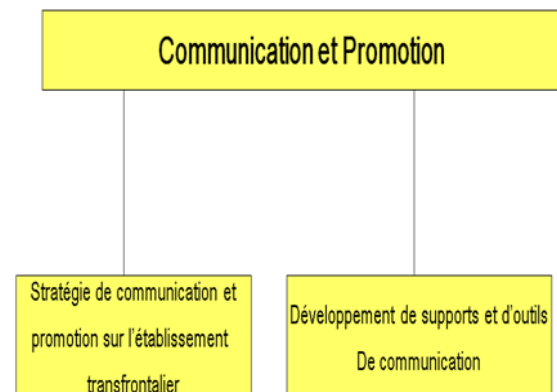 Communication et Promotion
Stratégie de communication et
promotion sur l'établissement
transfrontalier
Développement de supports et d'outils
De communication